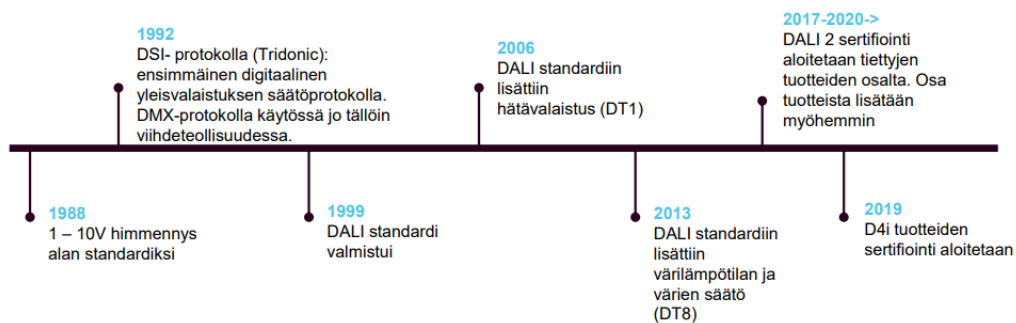 1992
DSI- protokolla (Tridonic):
ensimmäinen digitaalinen
yleisvalaistuksen säätöprotokolla.
DMX-protokolla käytössä jo tällöin
viihdeteollisuudessa.
2006
DALI standardiin
lisättiin
hätävalaistus (DT1)
2017-2020->
DALI 2 sertifiointi
aloitetaan tiettyjen
tuotteiden osalta. Osa
tuotteista lisätään
myöhemmin
1988
1 – 10V himmennys
alan standardiksi
1999
DALI standardi
valmistui
2013
DALI standardiin
lisättiin
värilämpötilan ja
värien säätö
(DT8)
2019
D4i tuotteiden
sertifiointi aloitetaan